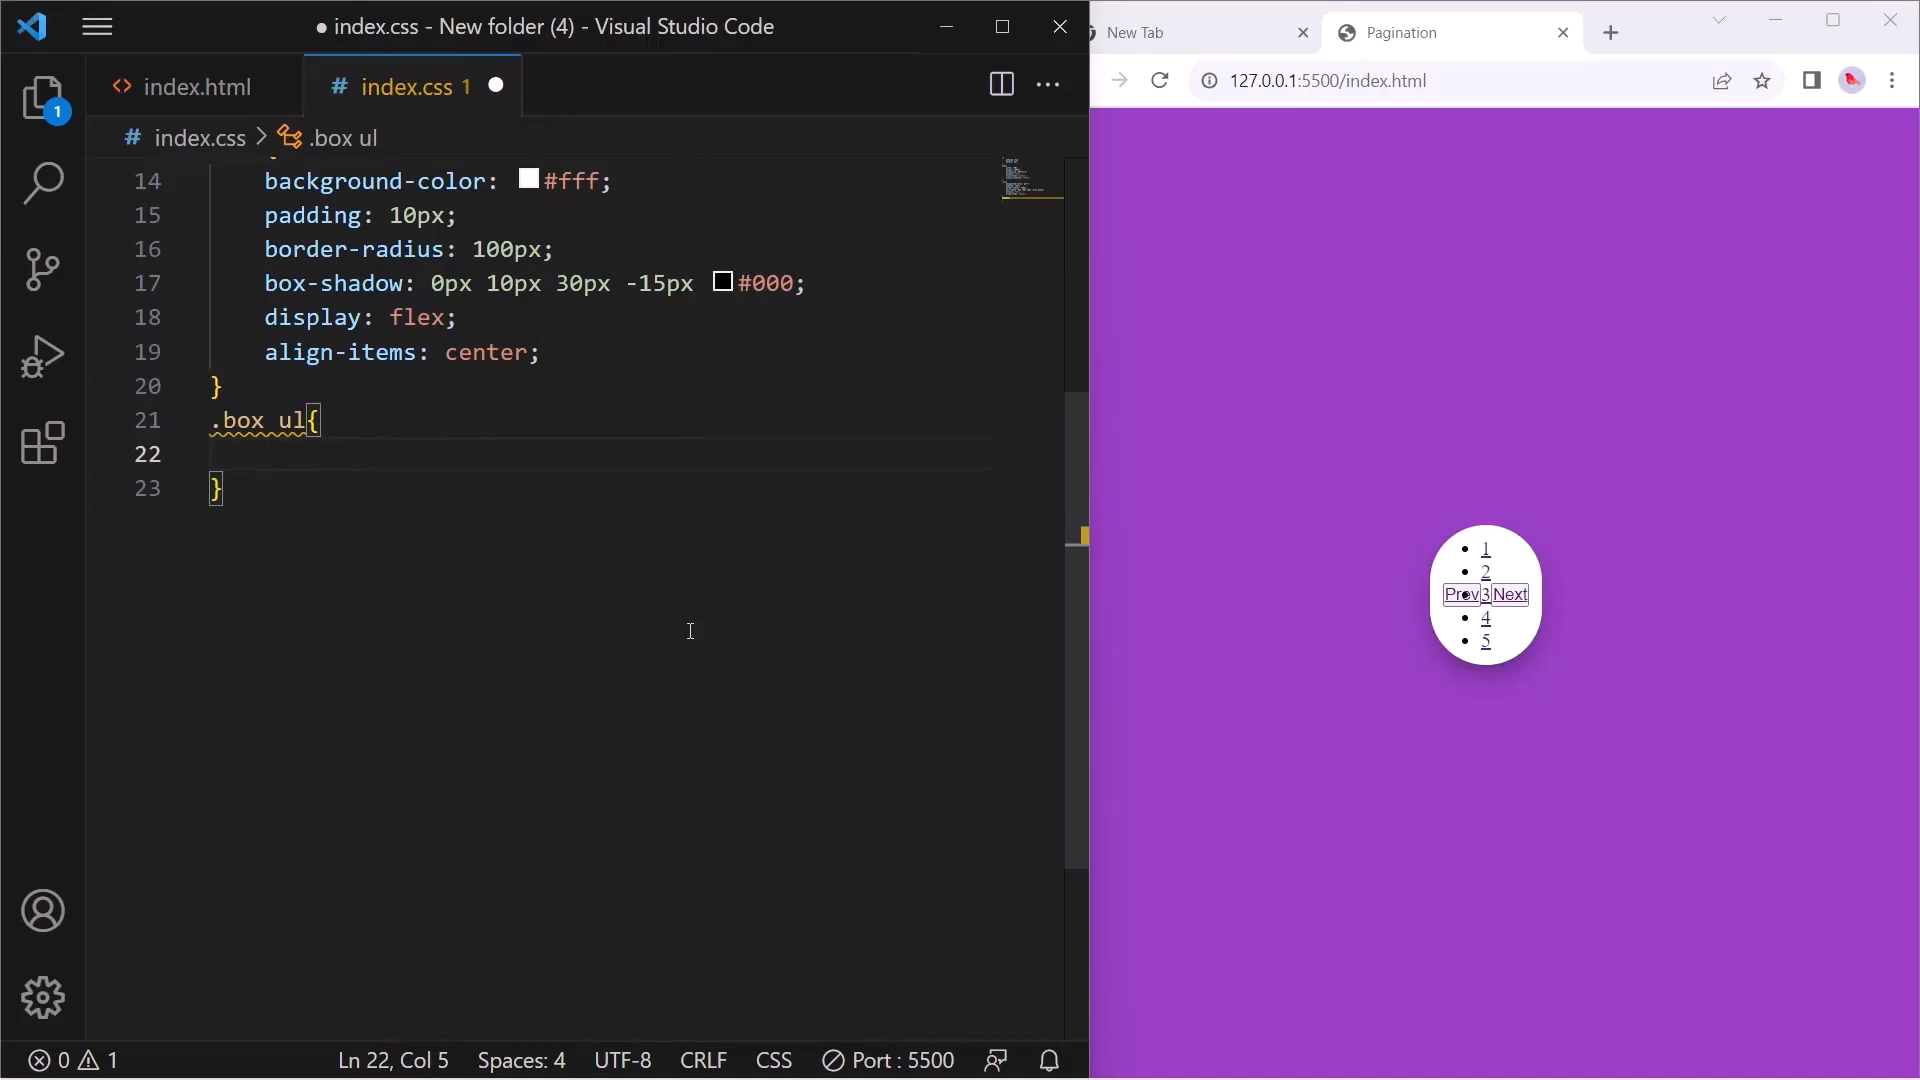 ● index.css - New folder (4) - Visual Studio Code
New Tab
Pagination
index.html
index.css 1
127.0.0.1:5500/index.html
1
index.css > .box ul
14 background-color: #fff;
15 padding: 10px;
16 border-radius: 100px;
17 box-shadow: 0px 10px 30px -15px #000;
18 display: flex;
19 align-items: center;
20 }
21 .box ul{
22
23 }
1
2
Prev 3 Next
4
5
0 1 Ln 22, Col 5 Spaces: 4 UTF-8 CRLF CSS Port : 5500